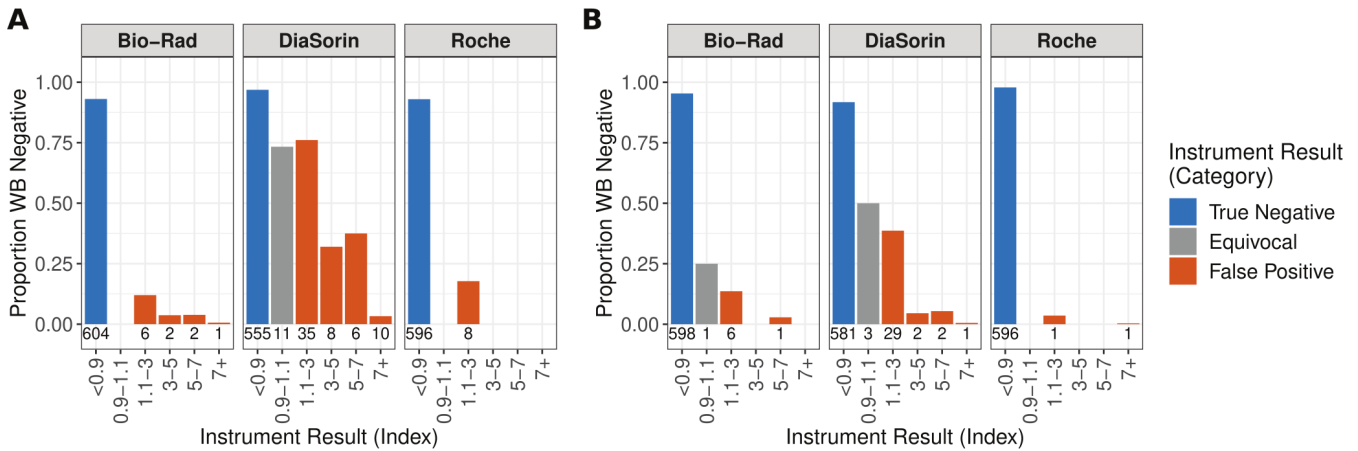 A
B
Bio−Rad DiaSorin Roche
Bio−Rad DiaSorin Roche
Proportion WB Negative
1.00
0.75
0.50
0.25
0.00
604 6 2 2 1
555 11 35 8 6 10
596 8
<0.9 0.9−1.1 1.1−3 3−5 5−7 7+
<0.9 0.9−1.1 1.1−3 3−5 5−7 7+
<0.9 0.9−1.1 1.1−3 3−5 5−7 7+
Instrument Result (Index)
Proportion WB Negative
1.00
0.75
0.50
0.25
0.00
598 1 6 1
581 3 29 2 2 1
596 1 1
<0.9 0.9−1.1 1.1−3 3−5 5−7 7+
<0.9 0.9−1.1 1.1−3 3−5 5−7 7+
<0.9 0.9−1.1 1.1−3 3−5 5−7 7+
Instrument Result (Index)
Instrument Result
(Category)
True Negative
Equivocal
False Positive